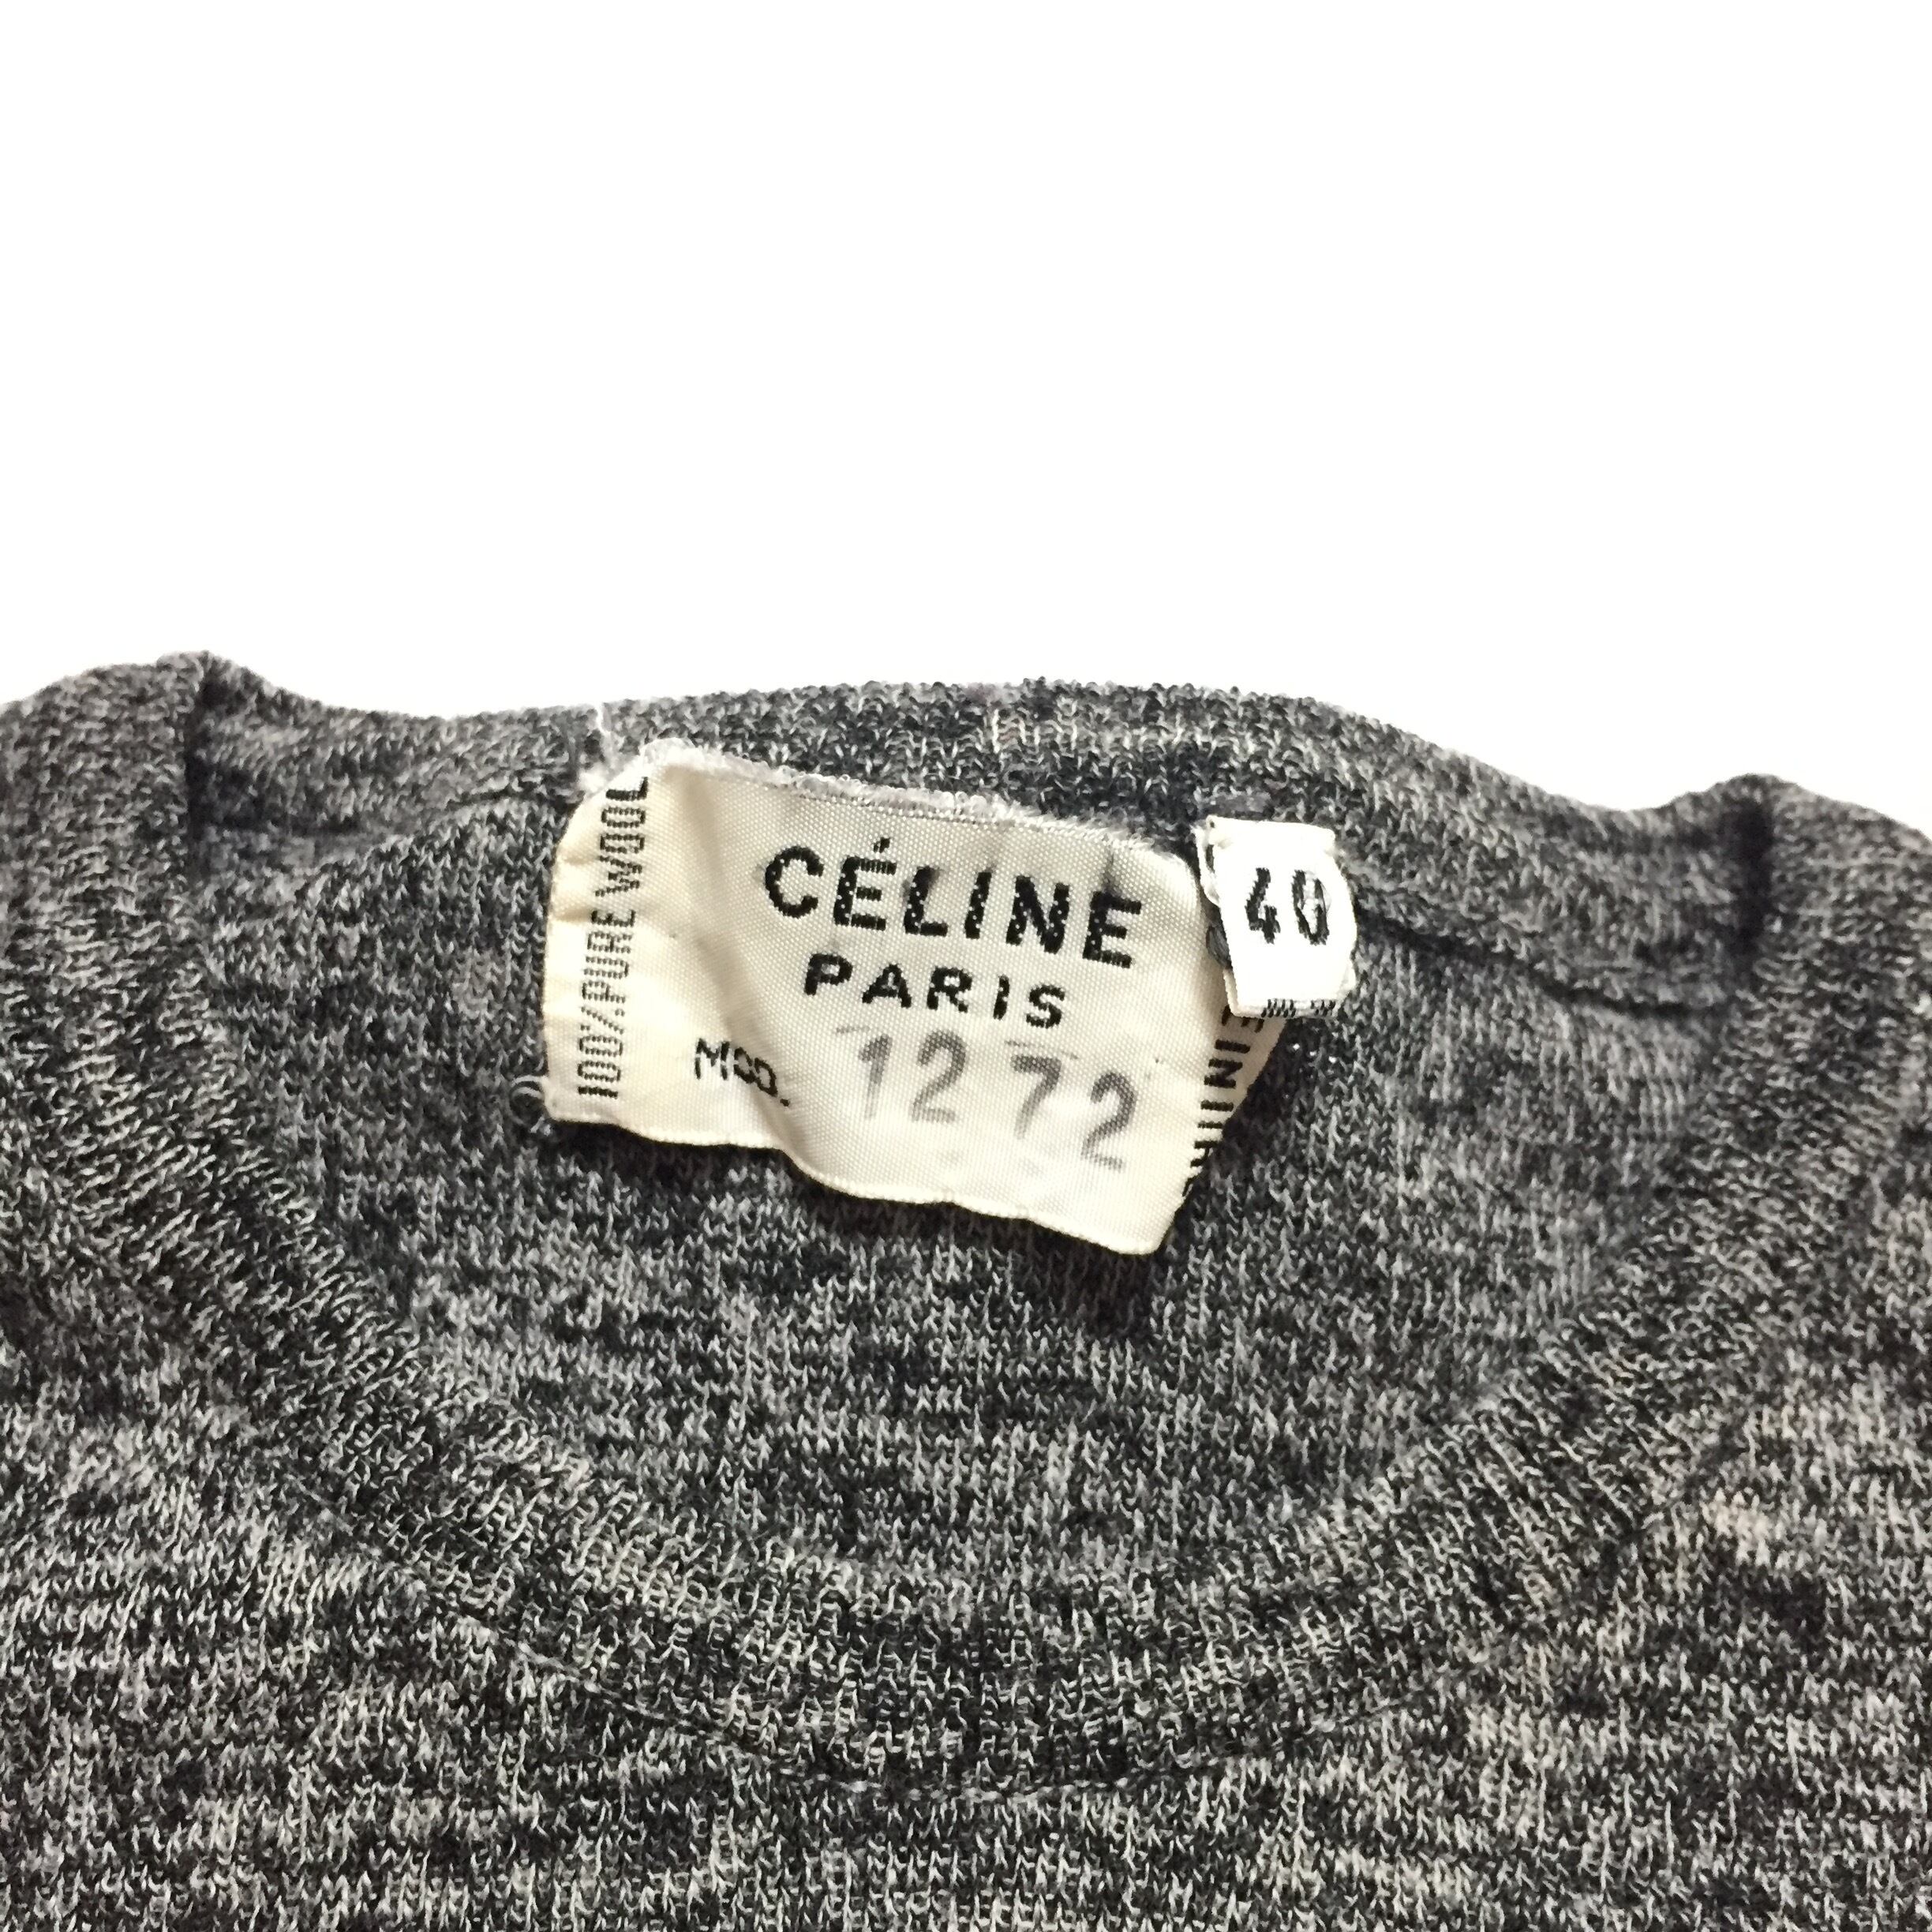 100% PURE WOOL
CÉLINE
PARIS
MOD. 1272
40